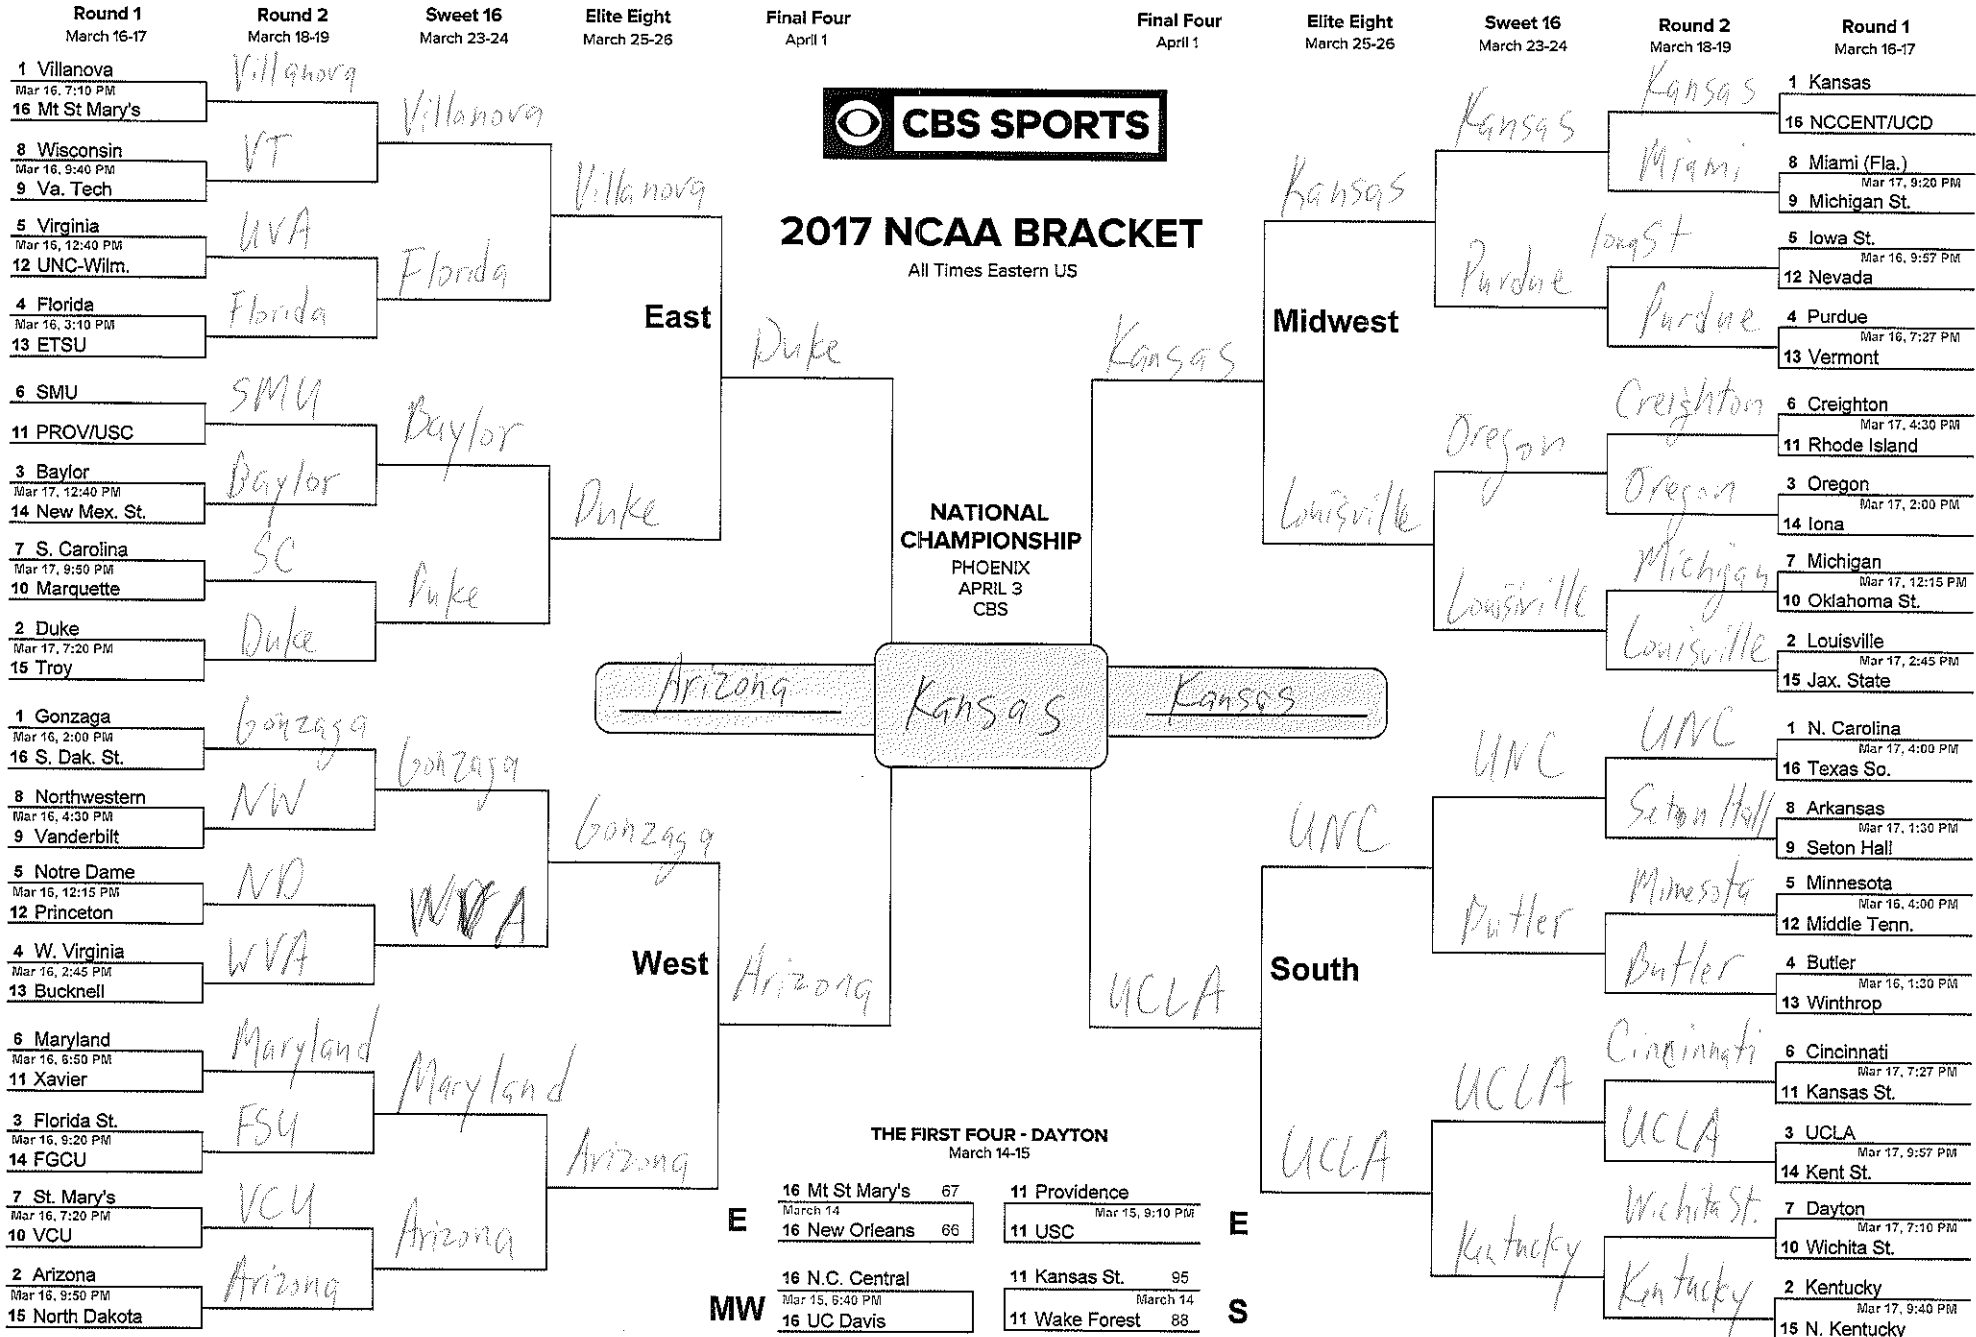 Round 1
March 16-17
Round 2
March 18-19
Sweet 16
March 23-24
Elite Eight
March 25-26
Final Four
April 1
Final Four
April 1
Elite Eight
March 25-26
Sweet 16
March 23-24
Round 2
March 18-19
Round 1
March 16-17
CBS SPORTS
2017 NCAA BRACKET
All Times Eastern US
1 Villanova
Mar 16, 7:10 PM
16 Mt St Mary's
8 Wisconsin
Mar 16, 9:40 PM
9 Va. Tech
5 Virginia
Mar 16, 12:40 PM
12 UNC-Wilm.
4 Florida
Mar 16, 3:10 PM
13 ETSU
6 SMU
11 PROV/USC
3 Baylor
Mar 17, 12:40 PM
14 New Mex. St.
7 S. Carolina
Mar 17, 9:50 PM
10 Marquette
2 Duke
Mar 17, 7:20 PM
15 Troy
Villanova
VT
UVA
Florida
SMU
Baylor
SC
Duke
Villanova
Florida
Baylor
Duke
Villanova
Duke
East
Duke
1 Gonzaga
Mar 16, 2:00 PM
16 S. Dak. St.
8 Northwestern
Mar 16, 4:30 PM
9 Vanderbilt
5 Notre Dame
Mar 16, 12:15 PM
12 Princeton
4 W. Virginia
Mar 16, 2:45 PM
13 Bucknell
6 Maryland
Mar 16, 6:50 PM
11 Xavier
3 Florida St.
Mar 16, 9:20 PM
14 FGCU
7 St. Mary's
Mar 16, 7:20 PM
10 VCU
2 Arizona
Mar 16, 9:50 PM
15 North Dakota
Gonzaga
NW
ND
WVA
Maryland
FSU
VCU
Arizona
Gonzaga
WVA
Maryland
Arizona
Gonzaga
Arizona
West
Arizona
NATIONAL
CHAMPIONSHIP
PHOENIX
APRIL 3
CBS
Arizona
Kansas
Kansas
Kansas
Midwest
Kansas
Louisville
Kansas
Purdue
Oregon
Louisville
Kansas
Miami
Iowa St
Purdue
Creighton
Oregon
Michigan
Louisville
1 Kansas
16 NCCENT/UCD
8 Miami (Fla.)
Mar 17, 9:20 PM
9 Michigan St.
5 Iowa St.
Mar 16, 9:57 PM
12 Nevada
4 Purdue
Mar 16, 7:27 PM
13 Vermont
6 Creighton
Mar 17, 4:30 PM
11 Rhode Island
3 Oregon
Mar 17, 2:00 PM
14 Iona
7 Michigan
Mar 17, 12:15 PM
10 Oklahoma St.
2 Louisville
Mar 17, 2:45 PM
15 Jax. State
UCLA
South
UNC
UCLA
UNC
Butler
UCLA
Kentucky
UNC
Seton Hall
Minnesota
Butler
Cincinnati
UCLA
Wichita St.
Kentucky
1 N. Carolina
Mar 17, 4:00 PM
16 Texas So.
8 Arkansas
Mar 17, 1:30 PM
9 Seton Hall
5 Minnesota
Mar 16, 4:00 PM
12 Middle Tenn.
4 Butler
Mar 16, 1:30 PM
13 Winthrop
6 Cincinnati
Mar 17, 7:27 PM
11 Kansas St.
3 UCLA
Mar 17, 9:57 PM
14 Kent St.
7 Dayton
Mar 17, 7:10 PM
10 Wichita St.
2 Kentucky
Mar 17, 9:40 PM
15 N. Kentucky
THE FIRST FOUR - DAYTON
March 14-15
E
16 Mt St Mary's 67
March 14
16 New Orleans 66
11 Providence
Mar 15, 9:10 PM
11 USC
E
MW
16 N.C. Central
Mar 15, 6:40 PM
16 UC Davis
11 Kansas St. 95
March 14
11 Wake Forest 88
S